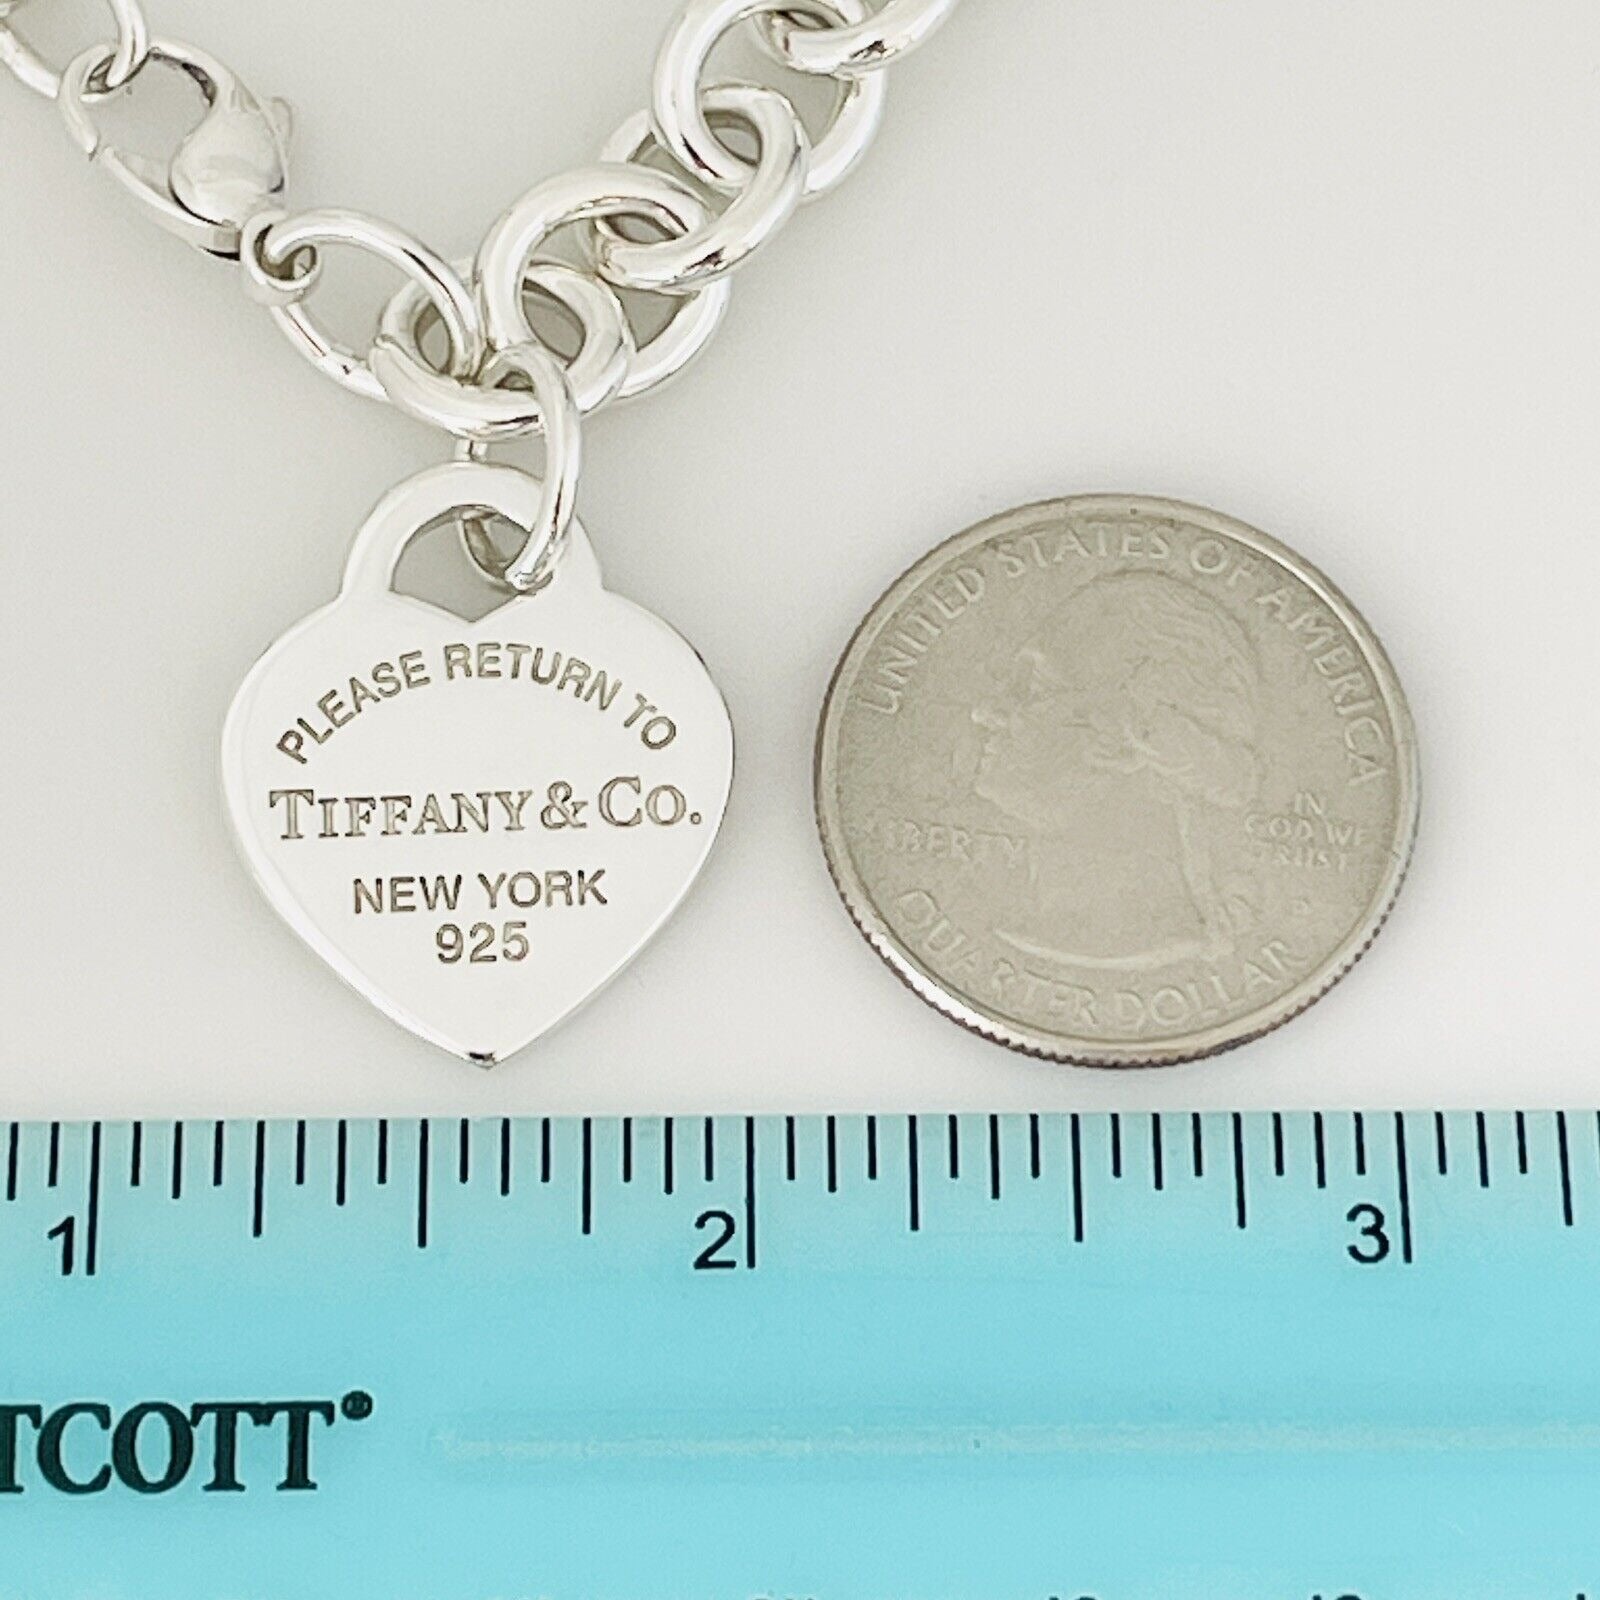 PLEASE RETURN TO
TIFFANY & CO.
NEW YORK
925
UNITED STATES OF AMERICA
LIBERTY
IN
GOD WE
TRUST
QUARTER DOLLAR
1 2 3
TCOTT®